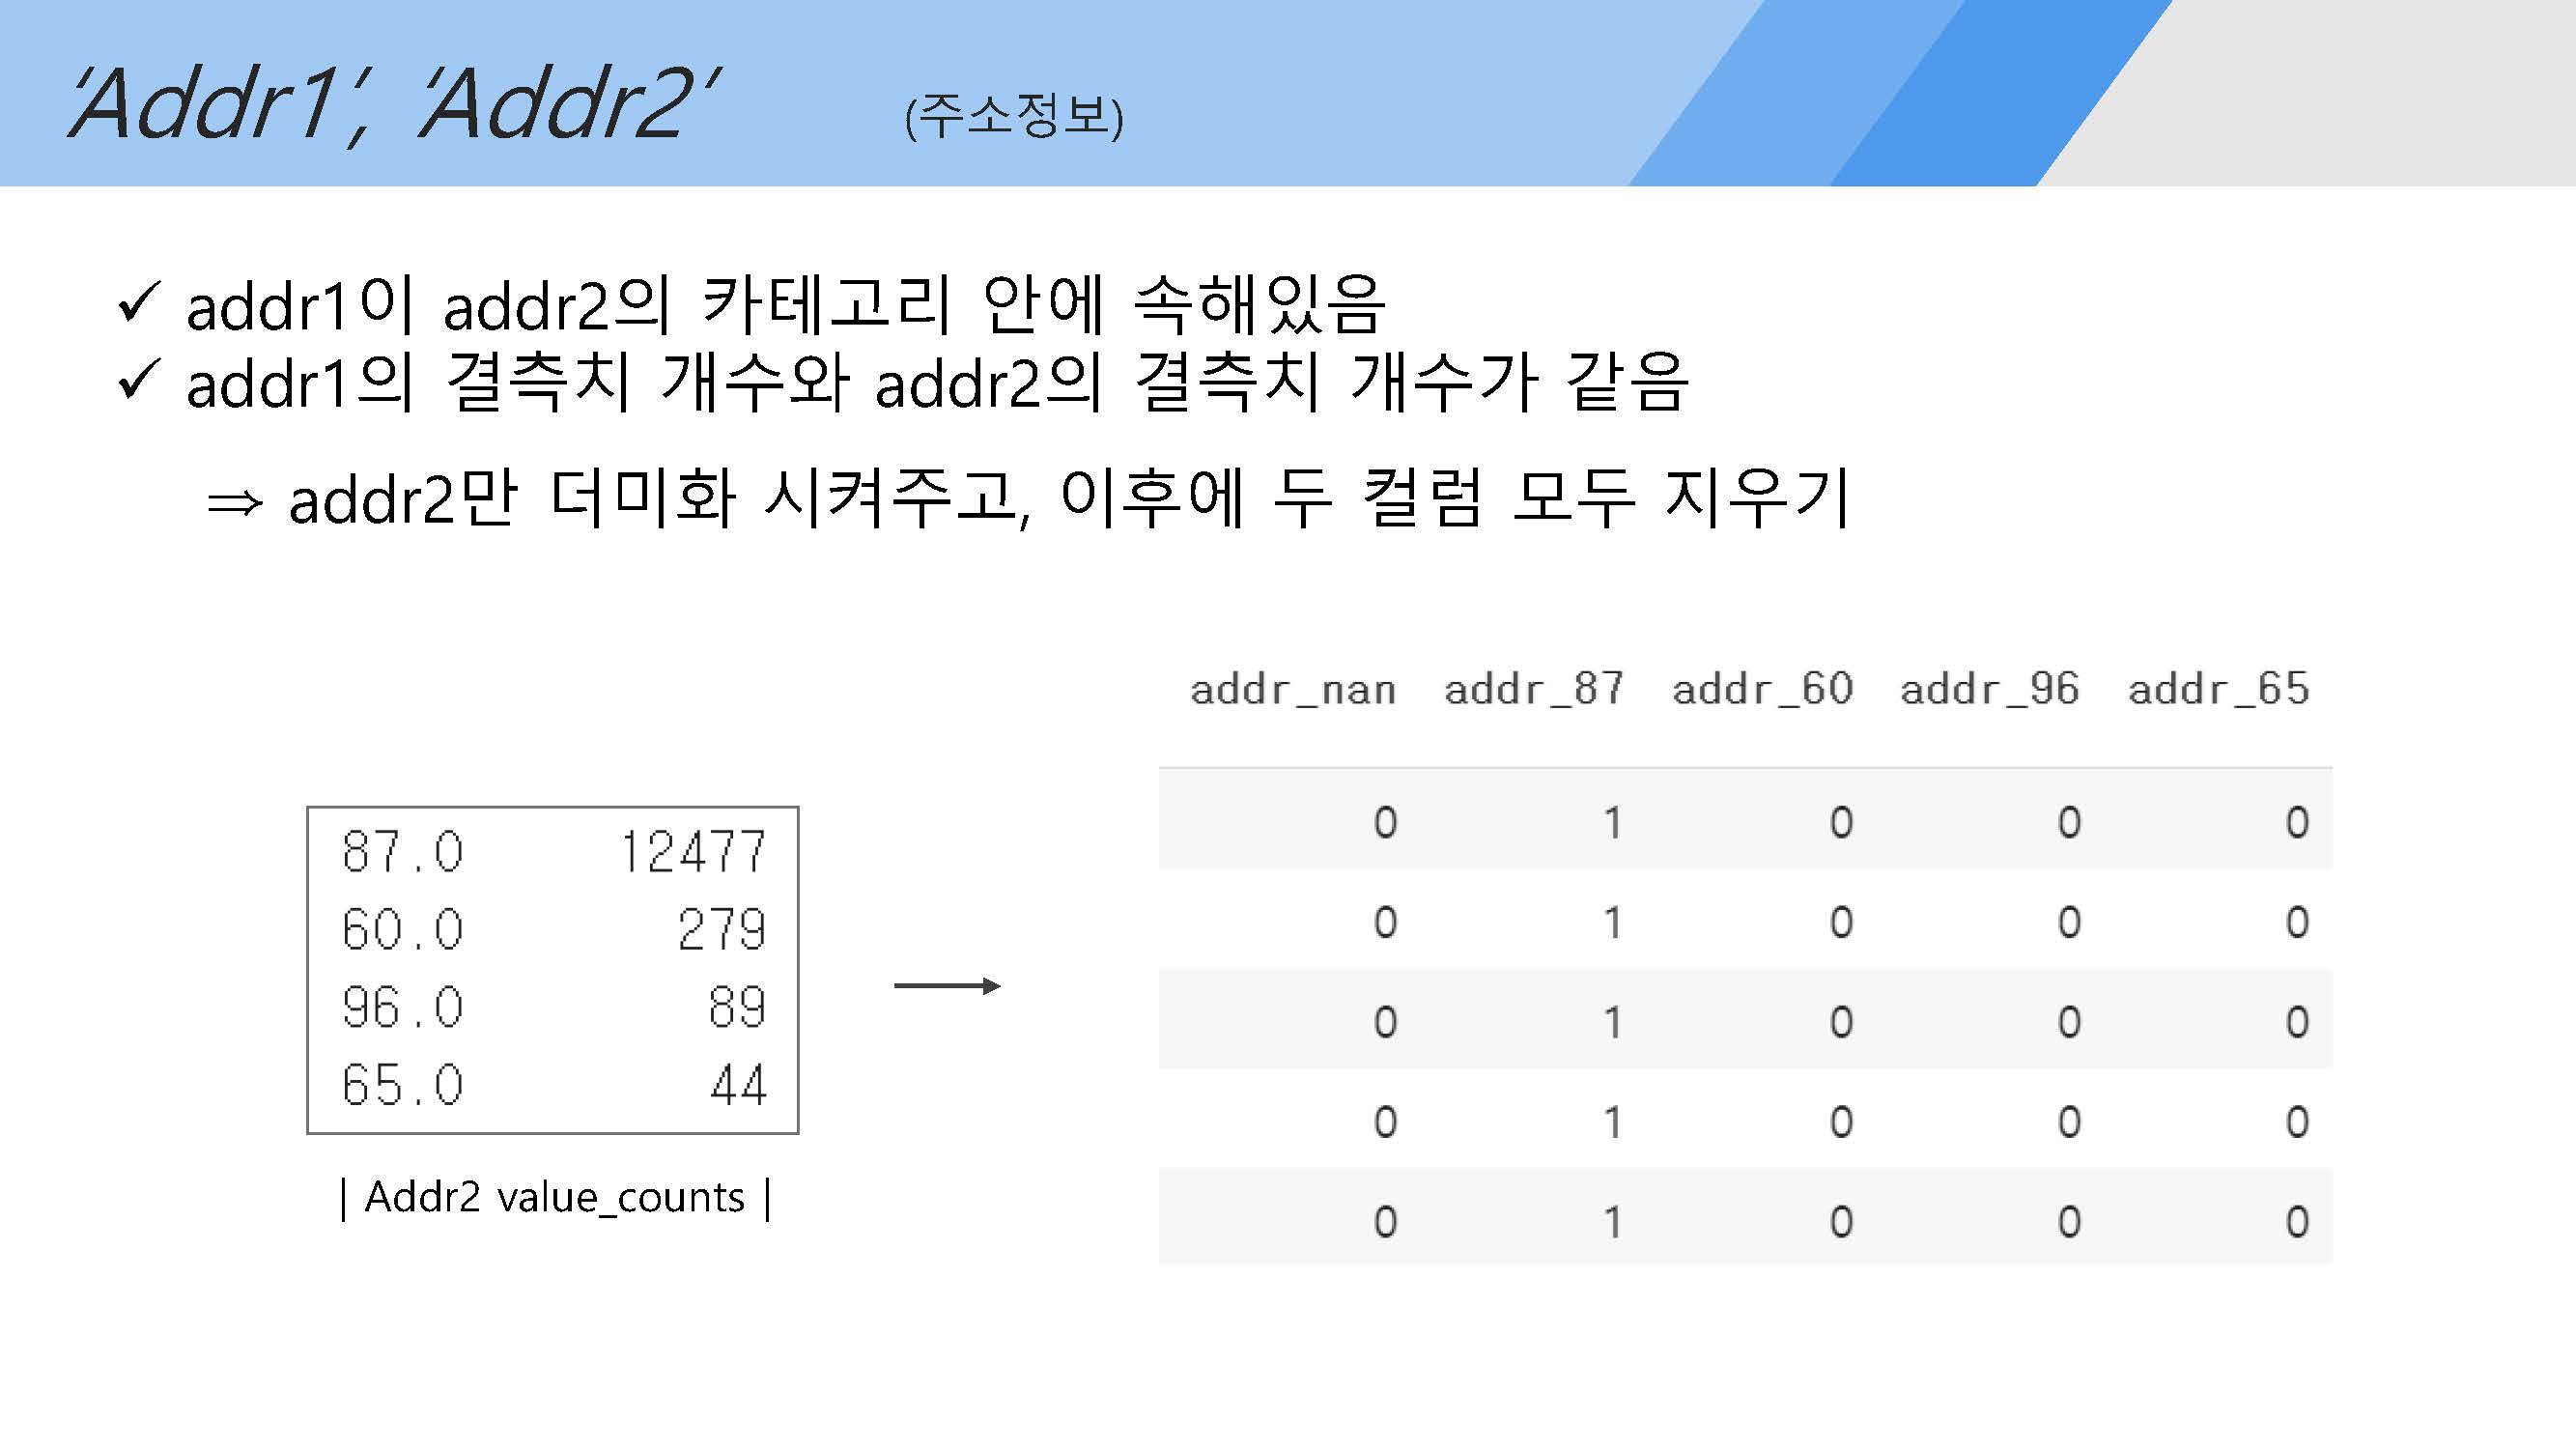 ‘Addr1’, ‘Addr2’ (주소정보)
✓ addr1이 addr2의 카테고리 안에 속해있음
✓ addr1의 결측치 개수와 addr2의 결측치 개수가 같음
⇒ addr2만 더미화 시켜주고, 이후에 두 컬럼 모두 지우기
addr_nan addr_87 addr_60 addr_96 addr_65
0 1 0 0 0
0 1 0 0 0
0 1 0 0 0
0 1 0 0 0
0 1 0 0 0
87.0 12477
60.0 279
96.0 89
65.0 44
| Addr2 value_counts |